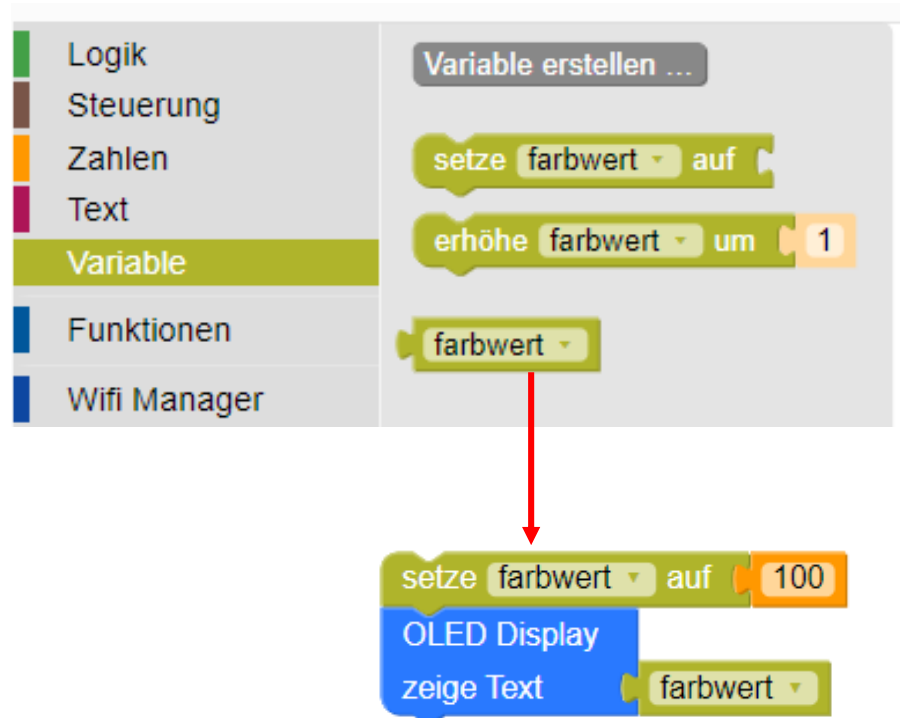 Logik
Steuerung
Zahlen
Text
Variable
Funktionen
Wifi Manager
Variable erstellen ...
setze farbwert auf
erhöhe farbwert um 1
farbwert
setze farbwert auf 100
OLED Display
zeige Text farbwert